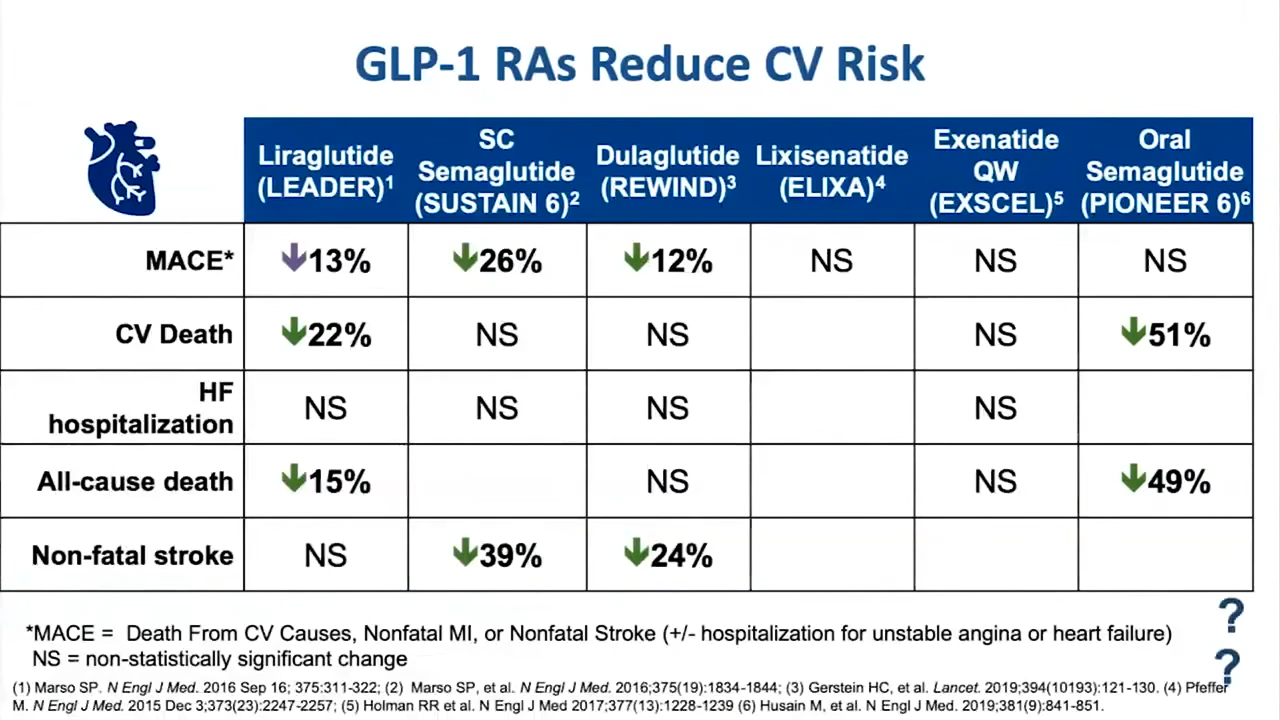 GLP-1 RAs Reduce CV Risk
Liraglutide (LEADER)1
SC Semaglutide (SUSTAIN 6)2
Dulaglutide (REWIND)3
Lixisenatide (ELIXA)4
Exenatide QW (EXSCEL)5
Oral Semaglutide (PIONEER 6)6
MACE* 13% 26% 12% NS NS NS
CV Death 22% NS NS NS 51%
HF hospitalization NS NS NS NS
All-cause death 15% NS NS 49%
Non-fatal stroke NS 39% 24%
?
*MACE = Death From CV Causes, Nonfatal MI, or Nonfatal Stroke (+/- hospitalization for unstable angina or heart failure)
NS = non-statistically significant change
?
(1) Marso SP. N Engl J Med. 2016 Sep 16; 375:311-322; (2) Marso SP, et al. N Engl J Med. 2016;375(19):1834-1844; (3) Gerstein HC, et al. Lancet. 2019;394(10193):121-130. (4) Pfeffer
M. N Engl J Med. 2015 Dec 3;373(23):2247-2257; (5) Holman RR et al. N Engl J Med 2017;377(13):1228-1239 (6) Husain M, et al. N Engl J Med. 2019;381(9):841-851.